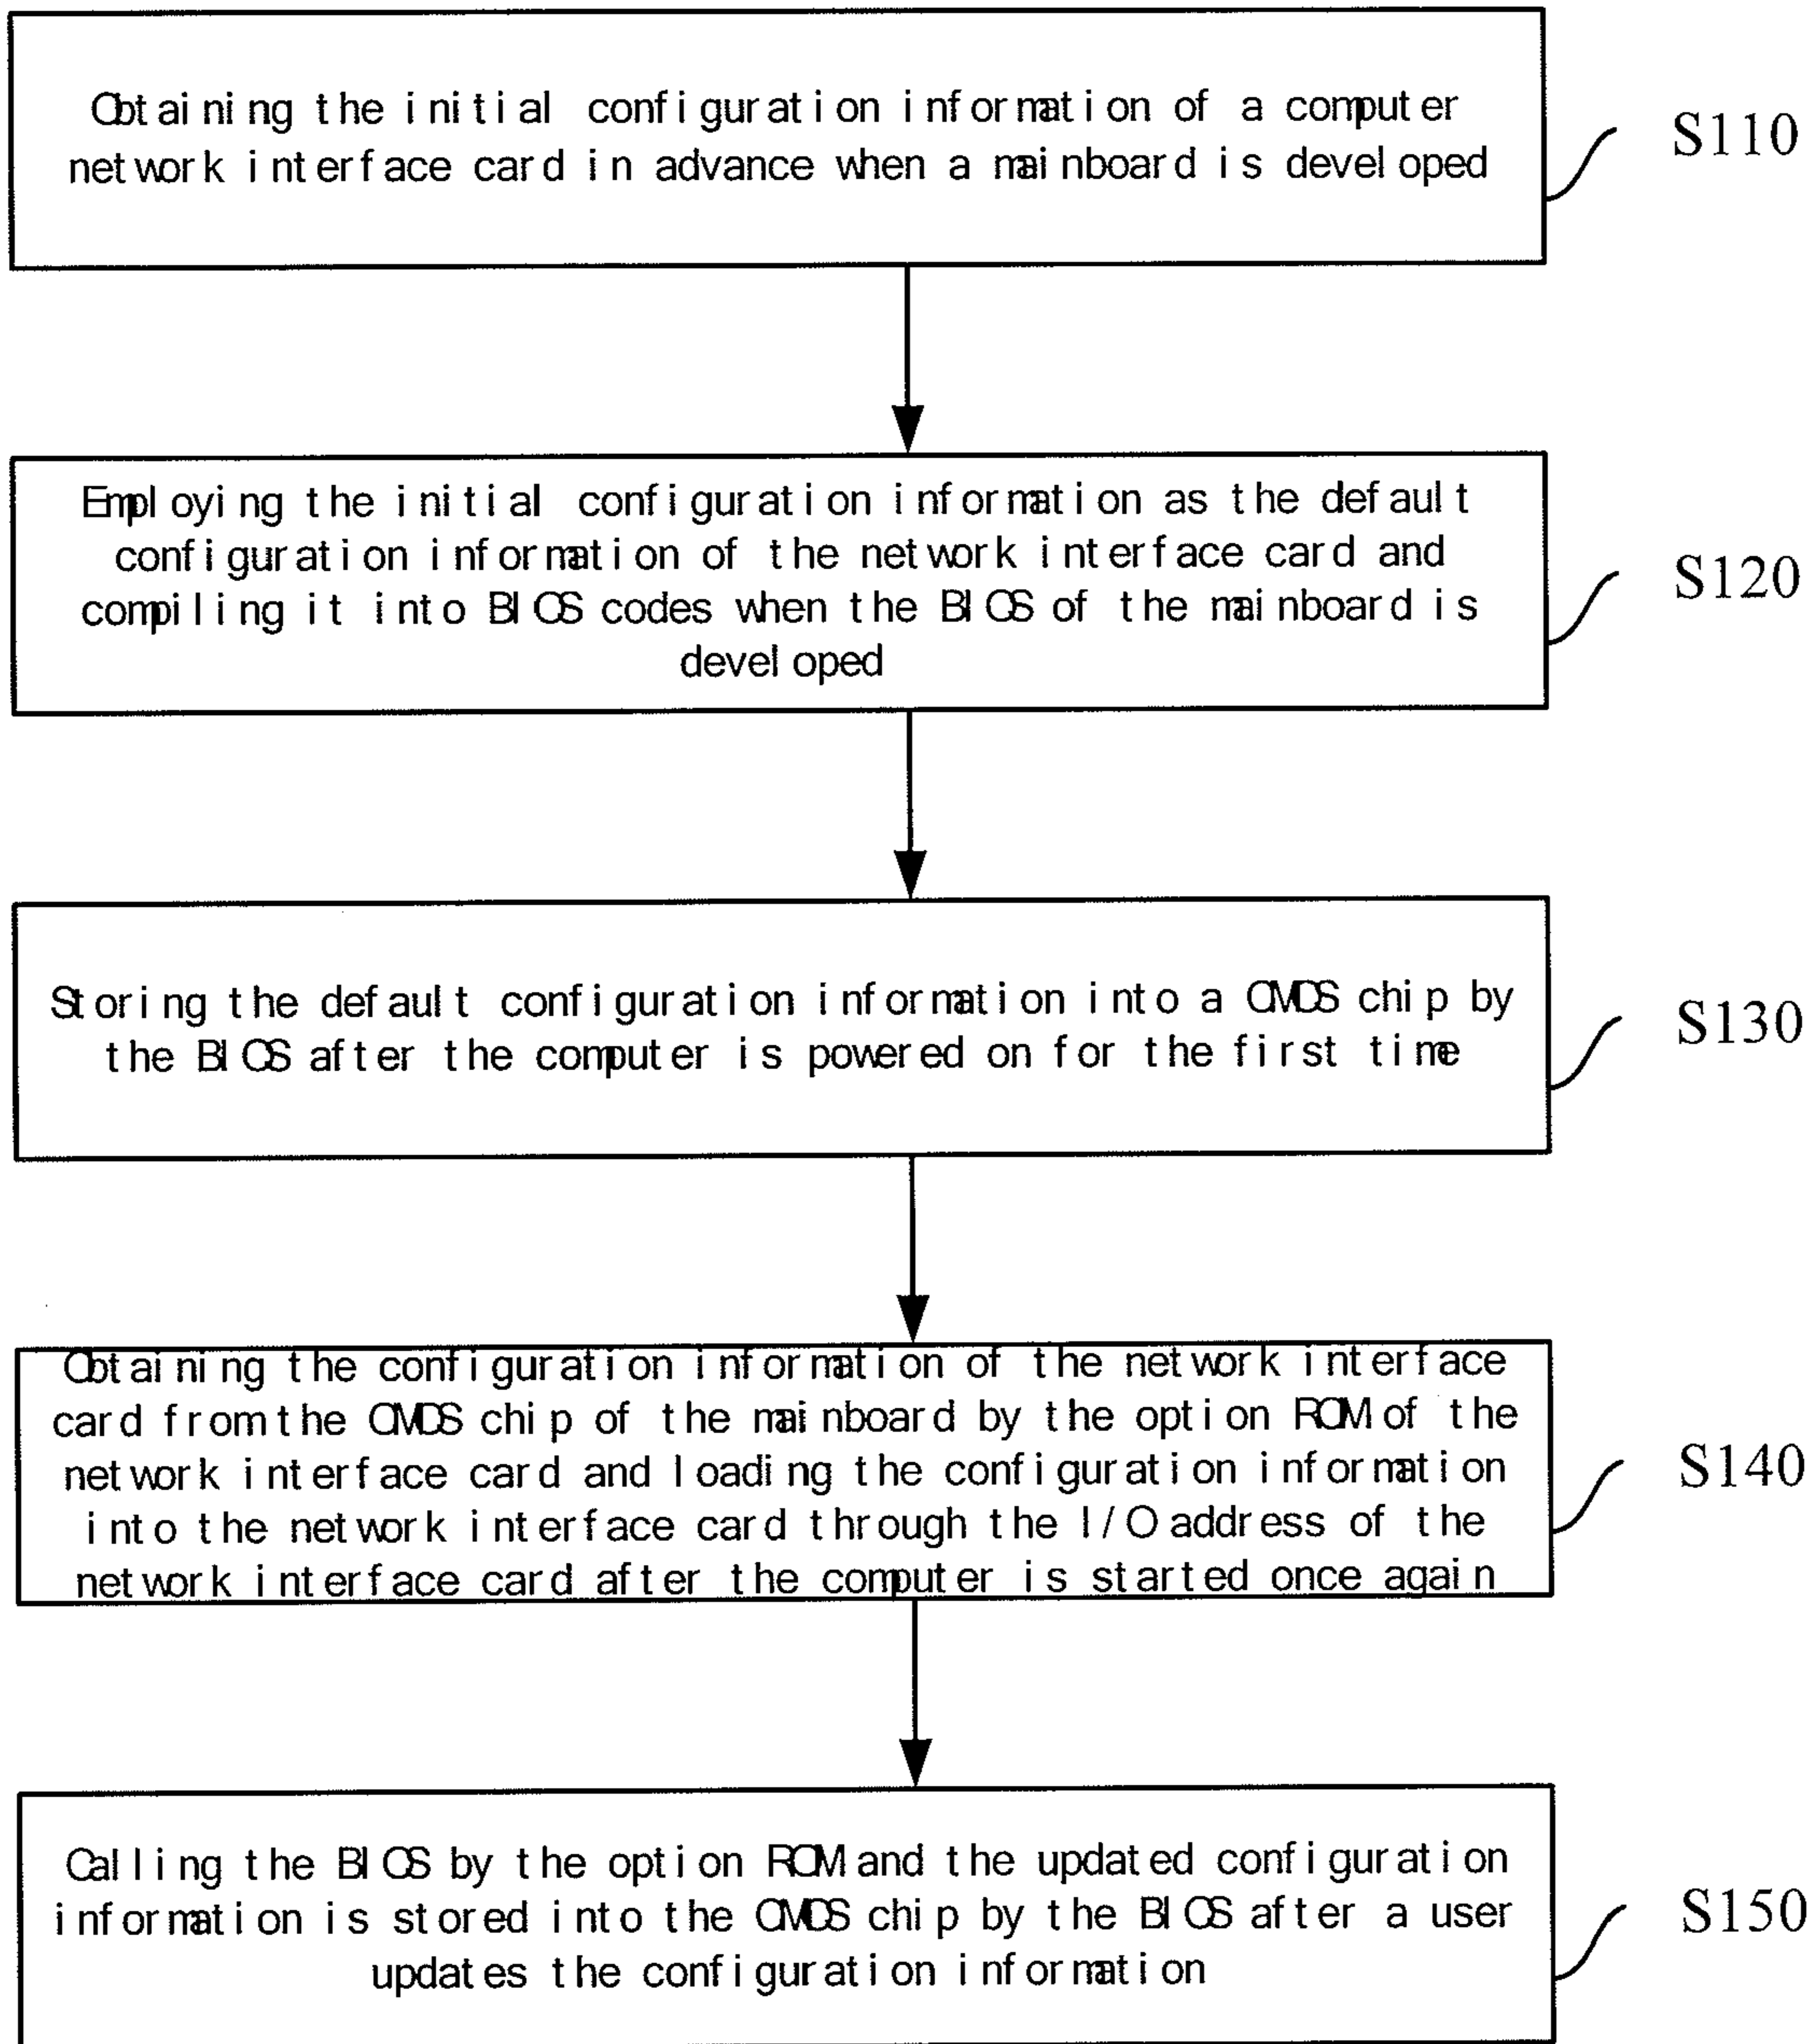 Obtaining the initial configuration information of a computer
network interface card in advance when a mainboard is developed
S110
Employing the initial configuration information as the default
configuration information of the network interface card and
compiling it into BIOS codes when the BIOS of the mainboard is
developed
S120
Storing the default configuration information into a CMOS chip by
the BIOS after the computer is powered on for the first time
S130
Obtaining the configuration information of the network interface
card from the CMOS chip of the mainboard by the option ROM of the
network interface card and loading the configuration information
into the network interface card through the I/O address of the
network interface card after the computer is started once again
S140
Calling the BIOS by the option ROM and the updated configuration
information is stored into the CMOS chip by the BIOS after a user
updates the configuration information
S150